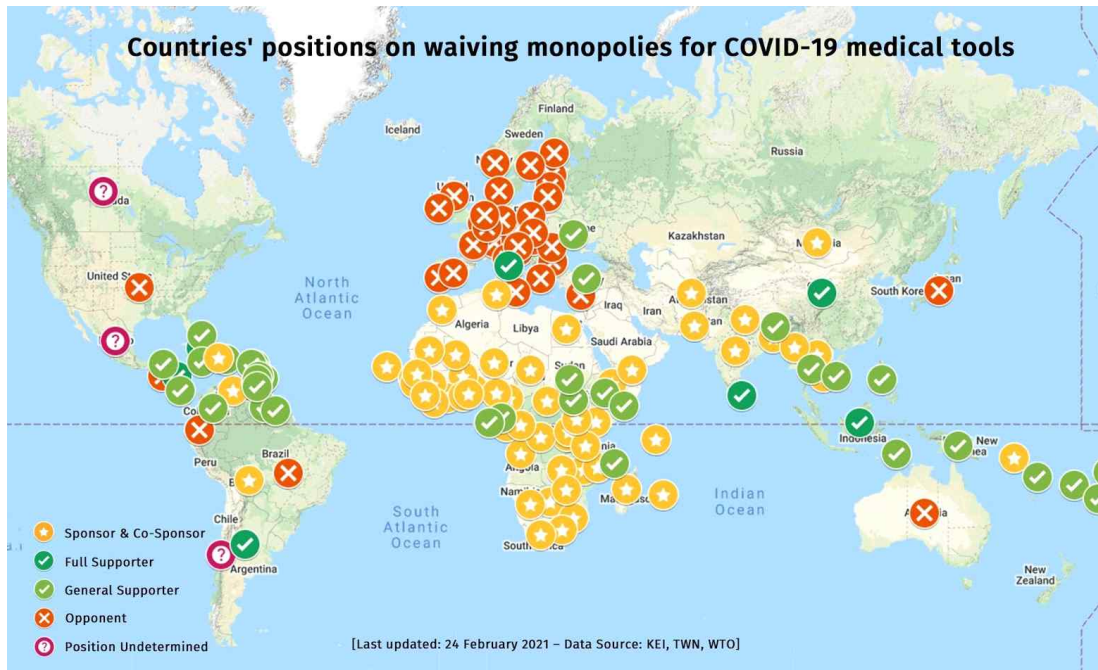 Countries' positions on waiving monopolies for COVID-19 medical tools
Iceland
Finland
Sweden
Russia
Kazakhstan
North
Atlantic
Ocean
South
Iraq
Iran
Algeria
Libya
Saudi Arabia
Sudan
Brazil
Peru
Angola
Indonesia
New
Indian
Ocean
South
Atlantic
Ocean
Chile
Argentina
New
Zealand
Sponsor & Co-Sponsor
Full Supporter
General Supporter
Opponent
Position Undetermined
[Last updated: 24 February 2021 – Data Source: KEI, TWN, WTO]